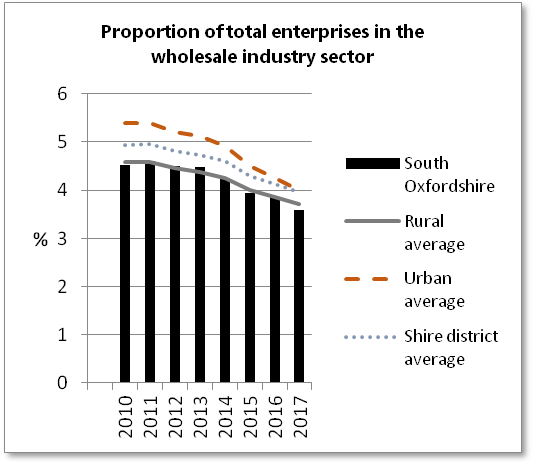 Proportion of total enterprises in the
wholesale industry sector
6
5
4
3
2
1
0
%
2010
2011
2012
2013
2014
2015
2016
2017
South
Oxfordshire
Rural
average
Urban
average
Shire district
average